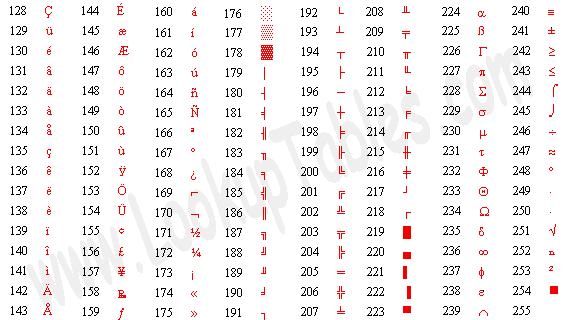 128 Ç 144 É 160 á 176 ░ 192 └ 208 ╨ 224 α 240 ≡
129 ü 145 æ 161 í 177 ▒ 193 ┴ 209 ╤ 225 ß 241 ±
130 é 146 Æ 162 ó 178 ▓ 194 ┬ 210 ╥ 226 Γ 242 ≥
131 â 147 ô 163 ú 179 │ 195 ├ 211 ╙ 227 π 243 ≤
132 ä 148 ö 164 ñ 180 ┤ 196 ─ 212 ╘ 228 Σ 244 ⌠
133 à 149 ò 165 Ñ 181 ╡ 197 ┼ 213 ╒ 229 σ 245 ⌡
134 å 150 û 166 ª 182 ╢ 198 ╞ 214 ╓ 230 µ 246 ÷
135 ç 151 ù 167 º 183 ╖ 199 ╟ 215 ╫ 231 τ 247 ≈
136 ê 152 ÿ 168 ¿ 184 ╕ 200 ╚ 216 ╪ 232 Φ 248 °
137 ë 153 Ö 169 ⌐ 185 ╣ 201 ╔ 217 ┘ 233 Θ 249 ∙
138 è 154 Ü 170 ¬ 186 ║ 202 ╩ 218 ┌ 234 Ω 250 ·
139 ï 155 ¢ 171 ½ 187 ╗ 203 ╦ 219 █ 235 δ 251 √
140 î 156 £ 172 ¼ 188 ╝ 204 ╠ 220 ▄ 236 ∞ 252 ⁿ
141 ì 157 ¥ 173 ¡ 189 ╜ 205 ═ 221 ▌ 237 φ 253 ²
142 Ä 158 ₧ 174 « 190 ╛ 206 ╬ 222 ▐ 238 ε 254 ■
143 Å 159 ƒ 175 » 191 ┐ 207 ╧ 223 ▀ 239 ∩ 255
www.LookupTables.com